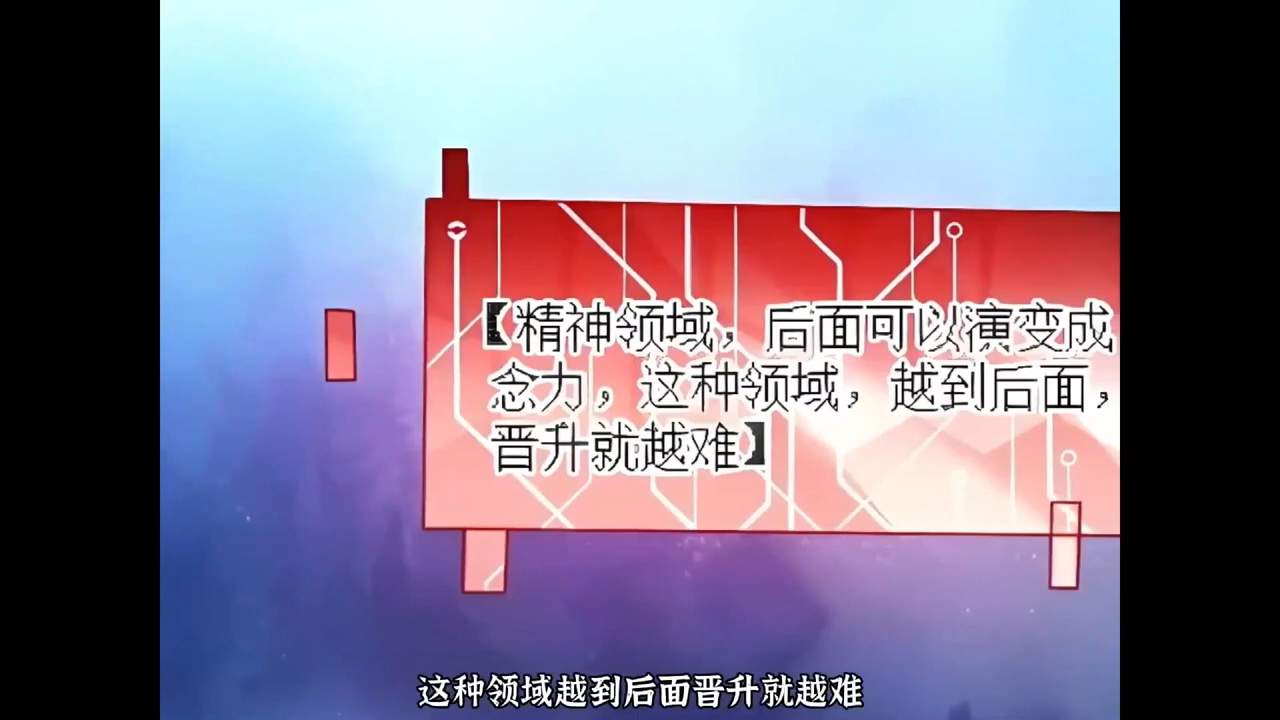 【精神领域，后面可以演变成
念力，这种领域，越到后面，
晋升就越难】
这种领域越到后面晋升就越难